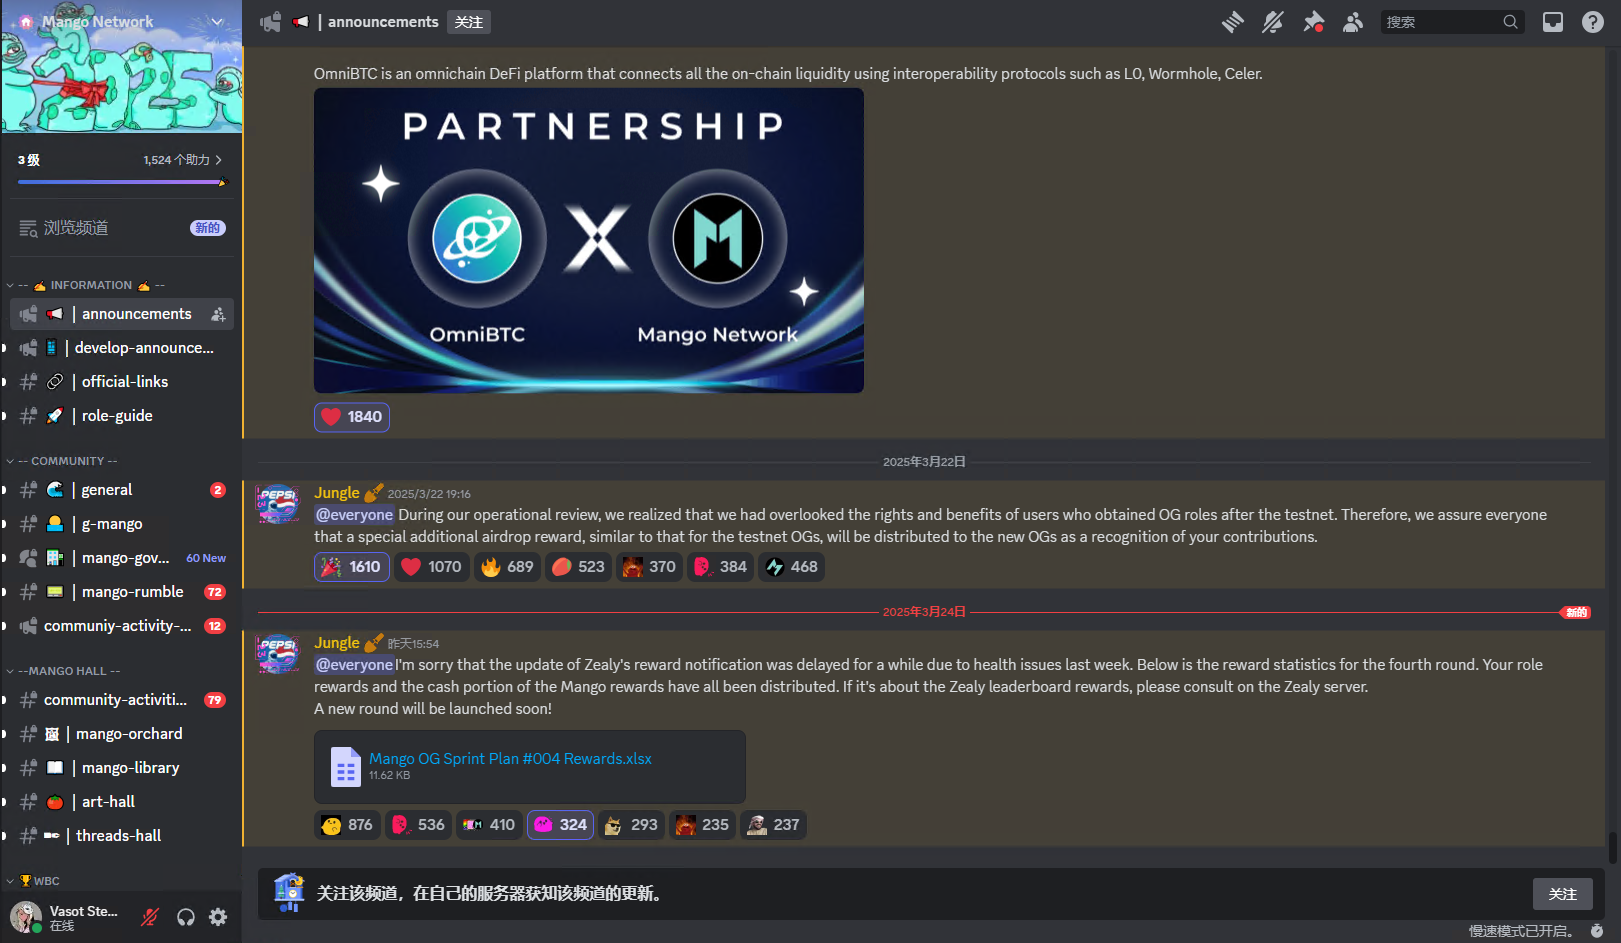 Mango Network
3 级
1,524 个助力
浏览频道
新的
-- ✍ INFORMATION ✍ --
| announcements
| develop-announce...
| official-links
| role-guide
-- COMMUNITY --
| general
2
| g-mango
| mango-gov...
60 New
| mango-rumble
72
communiy-activity-...
12
--MANGO HALL --
community-activiti...
79
| mango-orchard
| mango-library
| art-hall
| threads-hall
WBC
Vasot Ste...
在线
| announcements
关注
搜索
OmniBTC is an omnichain DeFi platform that connects all the on-chain liquidity using interoperability protocols such as L0, Wormhole, Celer.
PARTNERSHIP
X
OmniBTC
Mango Network
1840
2025年3月22日
PEPSI
Jungle
2025/3/22 19:16
@everyone During our operational review, we realized that we had overlooked the rights and benefits of users who obtained OG roles after the testnet. Therefore, we assure everyone
that a special additional airdrop reward, similar to that for the testnet OGs, will be distributed to the new OGs as a recognition of your contributions.
1610
1070
689
523
370
384
468
2025年3月24日
新的
PEPSI
Jungle
昨天15:54
@everyone I'm sorry that the update of Zealy's reward notification was delayed for a while due to health issues last week. Below is the reward statistics for the fourth round. Your role
rewards and the cash portion of the Mango rewards have all been distributed. If it's about the Zealy leaderboard rewards, please consult on the Zealy server.
A new round will be launched soon!
Mango OG Sprint Plan #004 Rewards.xlsx
11.62 KB
876
536
410
324
293
235
237
关注该频道，在自己的服务器获知该频道的更新。
关注
慢速模式已开启。